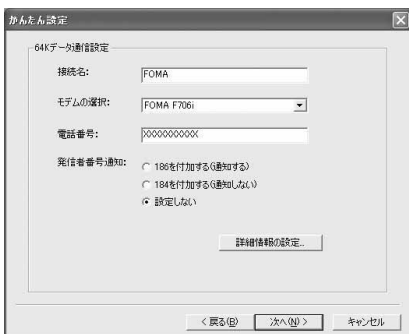 かんたん設定
64Kデータ通信設定
接続名: FOMA
モデムの選択: FOMA F706i
電話番号: XXXXXXXXXX
発信者番号通知: 186を付加する(通知する)
184を付加する(通知しない)
設定しない
詳細情報の設定...
< 戻る(B) 次へ(N) > キャンセル